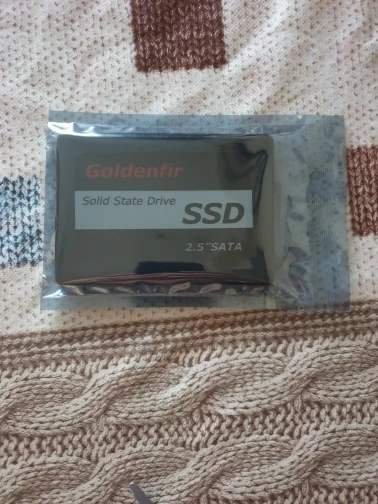 Goldenfir
Solid State Drive
SSD
2.5"SATA